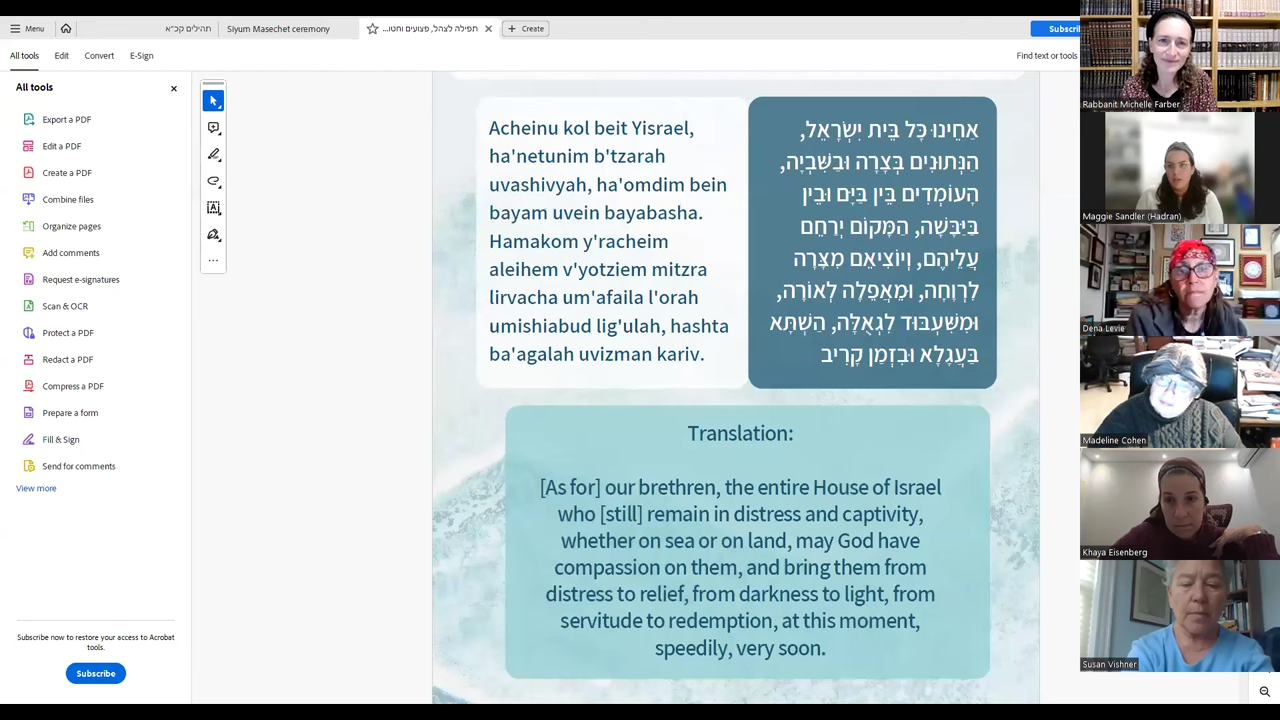 Menu
תהילים קכ"א
Siyum Masechet ceremony
תפילה לצהל, פצועים וחטו...
Create
Subscri
All tools
Edit
Convert
E-Sign
Find text or tools
All tools
Export a PDF
Edit a PDF
Create a PDF
Combine files
Organize pages
Add comments
Request e-signatures
Scan & OCR
Protect a PDF
Redact a PDF
Compress a PDF
Prepare a form
Fill & Sign
Send for comments
View more
Subscribe now to restore your access to Acrobat
tools.
Subscribe
Acheinu kol beit Yisrael,
ha'netunim b'tzarah
uvashivyah, ha'omdim bein
bayam uvein bayabasha.
Hamakom y'racheim
aleihem v'yotziem mitzra
lirvacha um'afaila l'orah
umishiabud lig'ulah, hashta
ba'agalah uvizman kariv.
אַחֵינוּ כָּל בֵּית יִשְׂרָאֵל,
הַנְּתוּנִים בְּצָרָה וּבַשִּׁבְיָה,
הָעוֹמְדִים בֵּין בַּיָּם וּבֵין
בַּיַּבָּשָׁה, הַמָּקוֹם יְרַחֵם
עֲלֵיהֶם, וְיוֹצִיאֵם מִצָּרָה
לִרְוָחָה, וּמֵאֲפֵלָה לְאוֹרָה,
וּמִשִּׁעְבּוּד לִגְאֻלָּה, הַשְׁתָּא
בַּעֲגָלָא וּבִזְמַן קָרִיב
Translation:
[As for] our brethren, the entire House of Israel
who [still] remain in distress and captivity,
whether on sea or on land, may God have
compassion on them, and bring them from
distress to relief, from darkness to light, from
servitude to redemption, at this moment,
speedily, very soon.
Rabbanit Michelle Farber
Maggie Sandler (Hadran)
Dena Levie
Madeline Cohen
Khaya Eisenberg
Susan Vishner